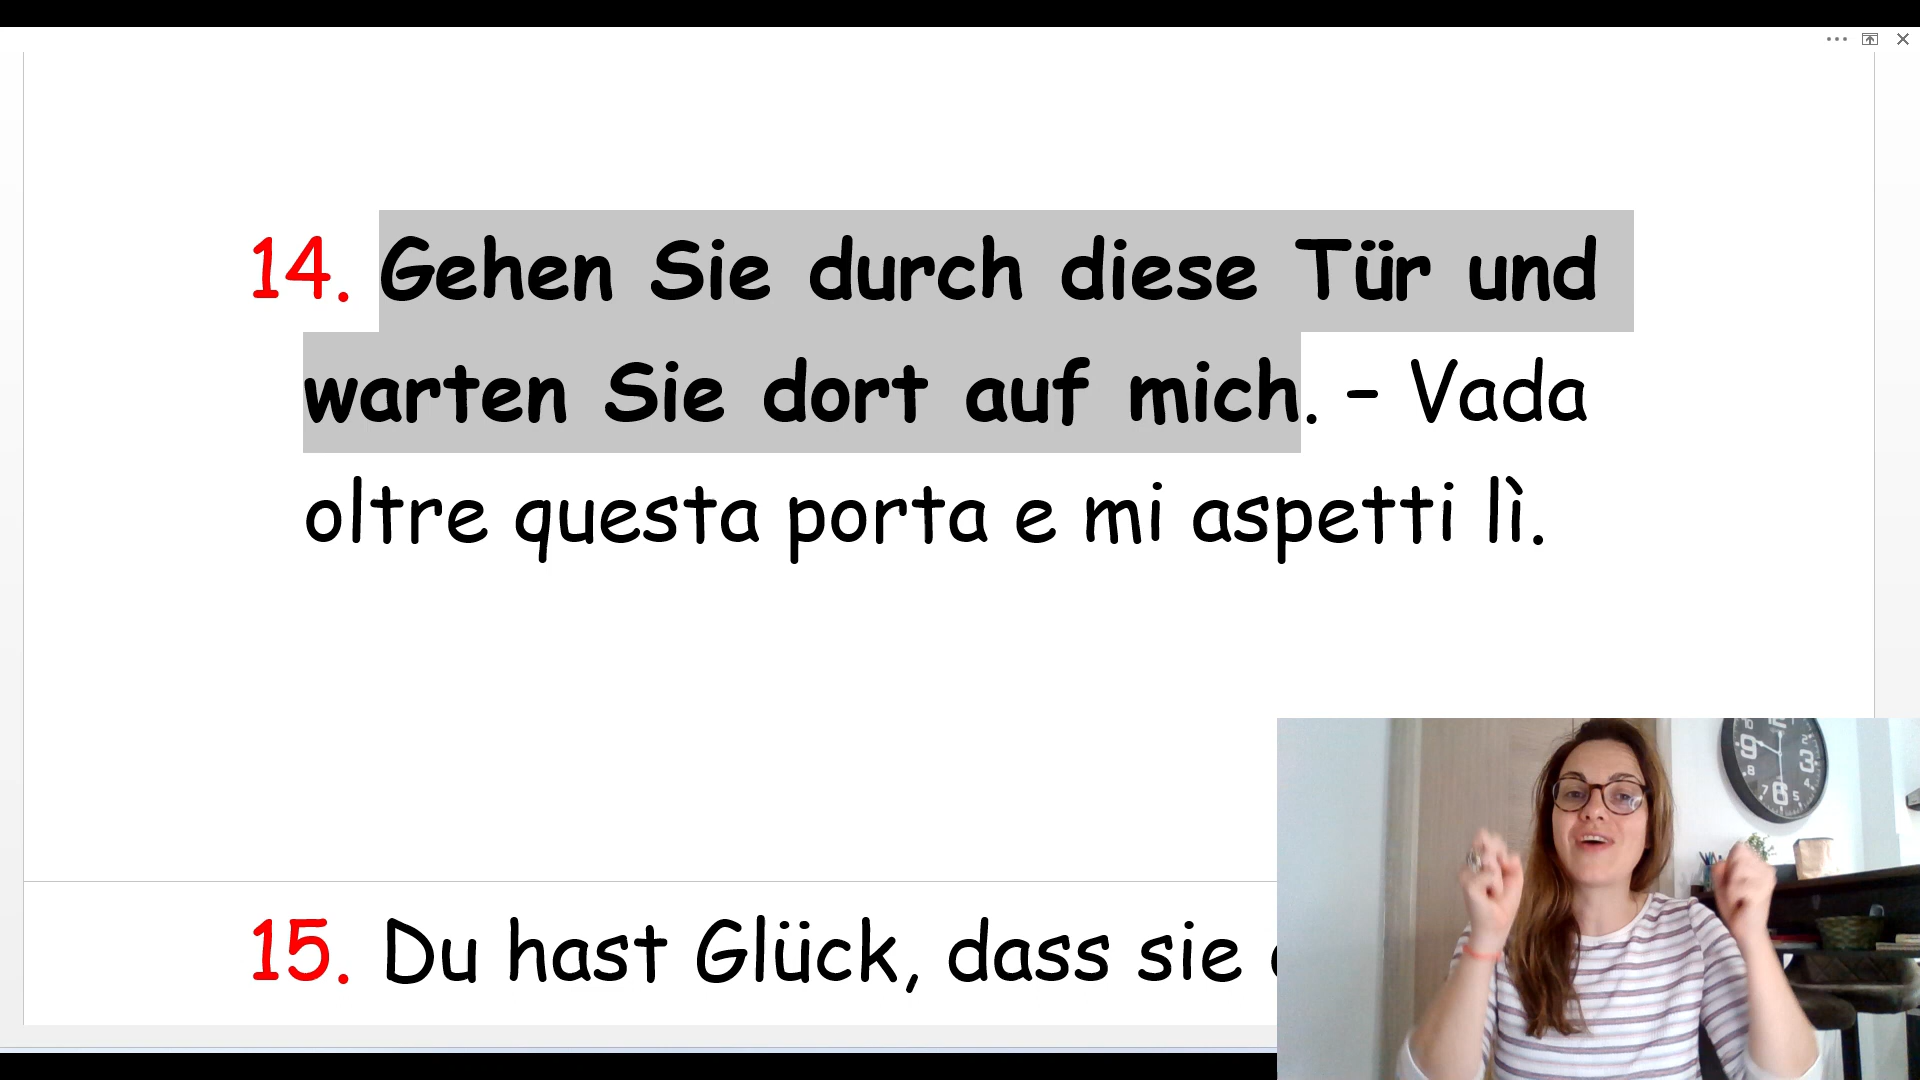 14. Gehen Sie durch diese Tür und
warten Sie dort auf mich. – Vada
oltre questa porta e mi aspetti lì.
15. Du hast Glück, dass sie